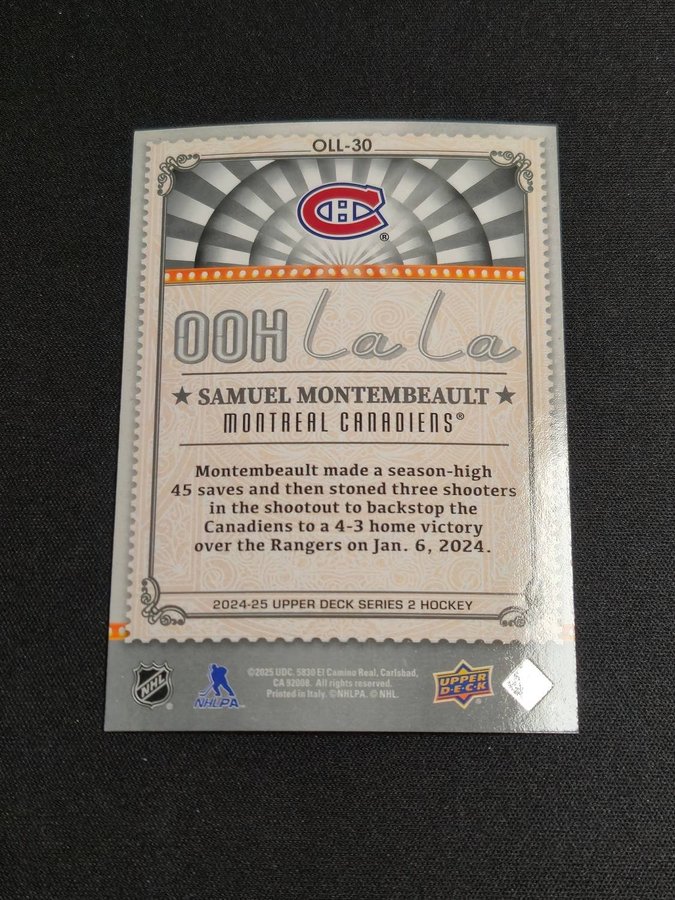 OLL-30
CH ®
OOH La La
★ SAMUEL MONTEMBEAULT ★
MONTREAL CANADIENS®
Montembeault made a season-high
45 saves and then stoned three shooters
in the shootout to backstop the
Canadiens to a 4-3 home victory
over the Rangers on Jan. 6, 2024.
2024-25 UPPER DECK SERIES 2 HOCKEY
©2025 UDC. 5830 El Camino Real, Carlsbad,
CA 92008. All rights reserved.
Printed in Italy. ©NHLPA. © NHL.
NHL
NHLPA
UPPER
D·E·C·K